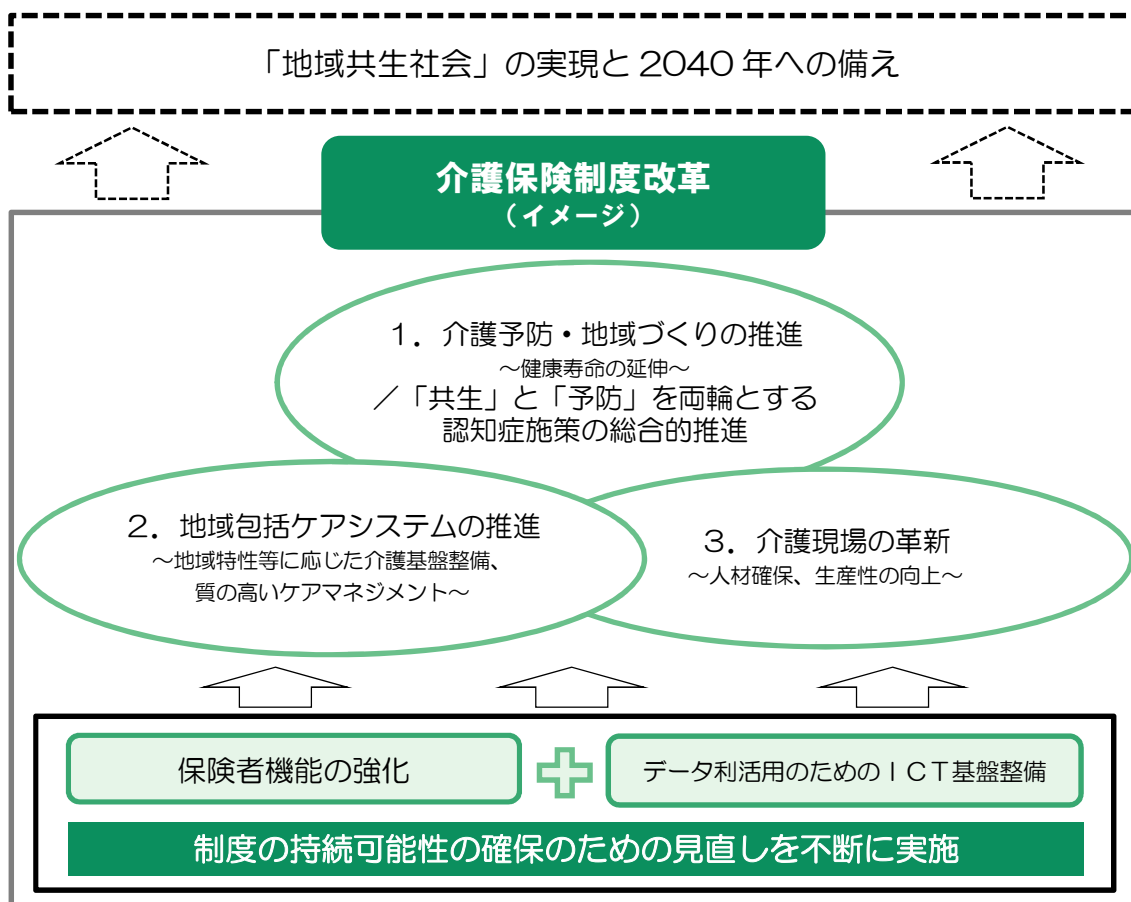 「地域共生社会」の実現と 2040 年への備え
介護保険制度改革
（イメージ）
１．介護予防・地域づくりの推進
～健康寿命の延伸～
／「共生」と「予防」を両輪とする
認知症施策の総合的推進
２．地域包括ケアシステムの推進
～地域特性等に応じた介護基盤整備、
質の高いケアマネジメント～
３．介護現場の革新
～人材確保、生産性の向上～
保険者機能の強化
データ利活用のためのＩＣＴ基盤整備
制度の持続可能性の確保のための見直しを不断に実施